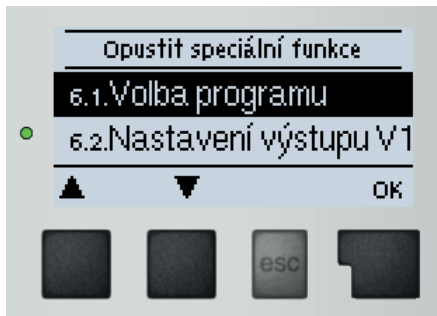 Opustit speciální funkce
6.1.Volba programu
6.2.Nastavení výstupu V1
OK
esc